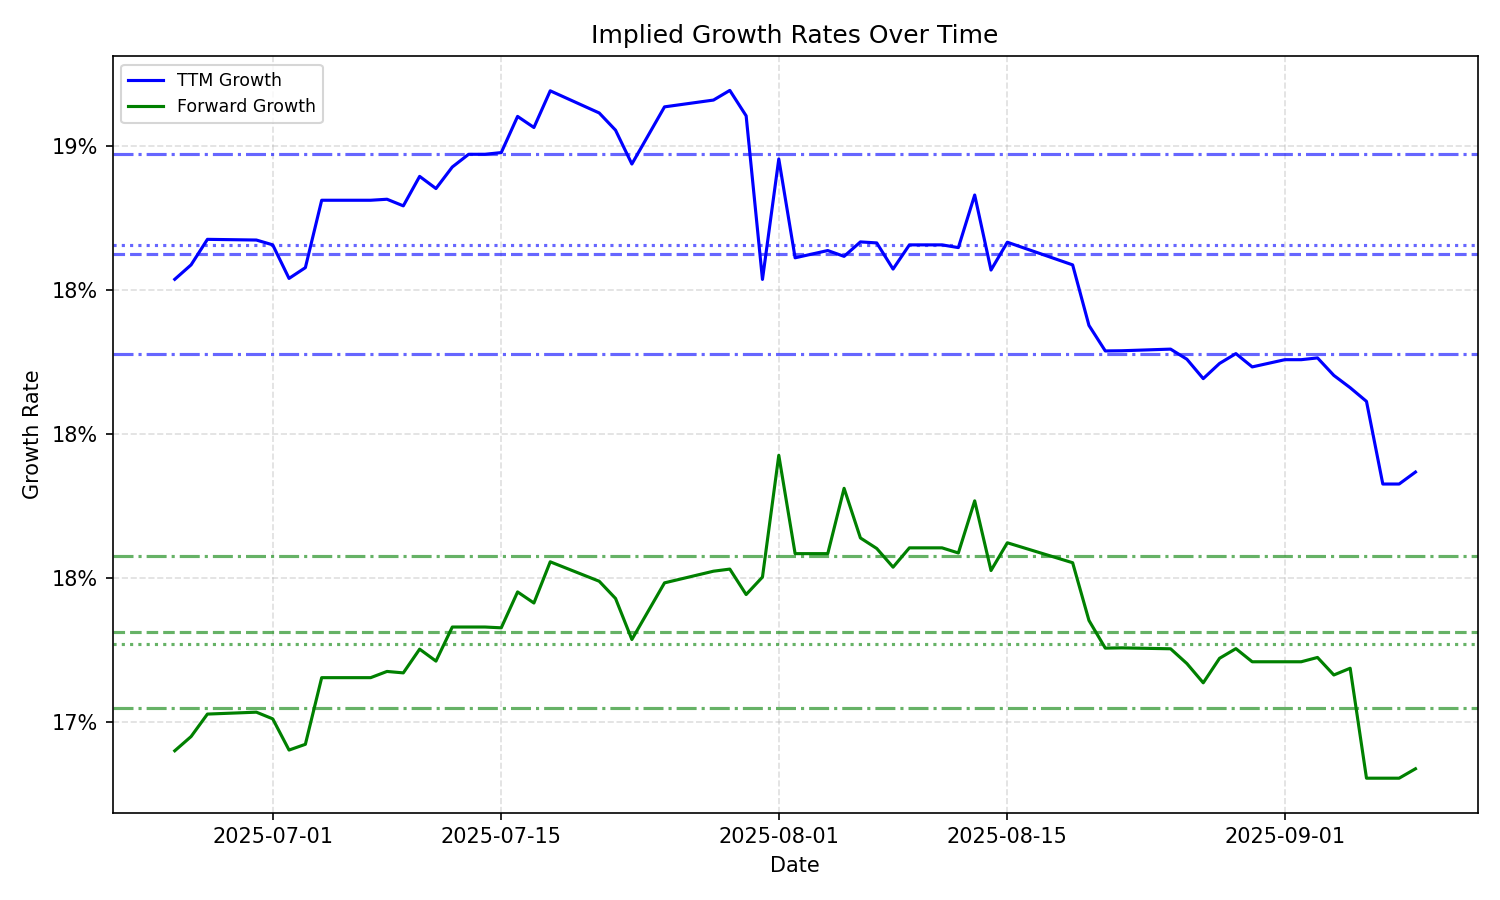 Implied Growth Rates Over Time
TTM Growth
Forward Growth
19%
18%
18%
18%
17%
Growth Rate
2025-07-01
2025-07-15
2025-08-01
2025-08-15
2025-09-01
Date